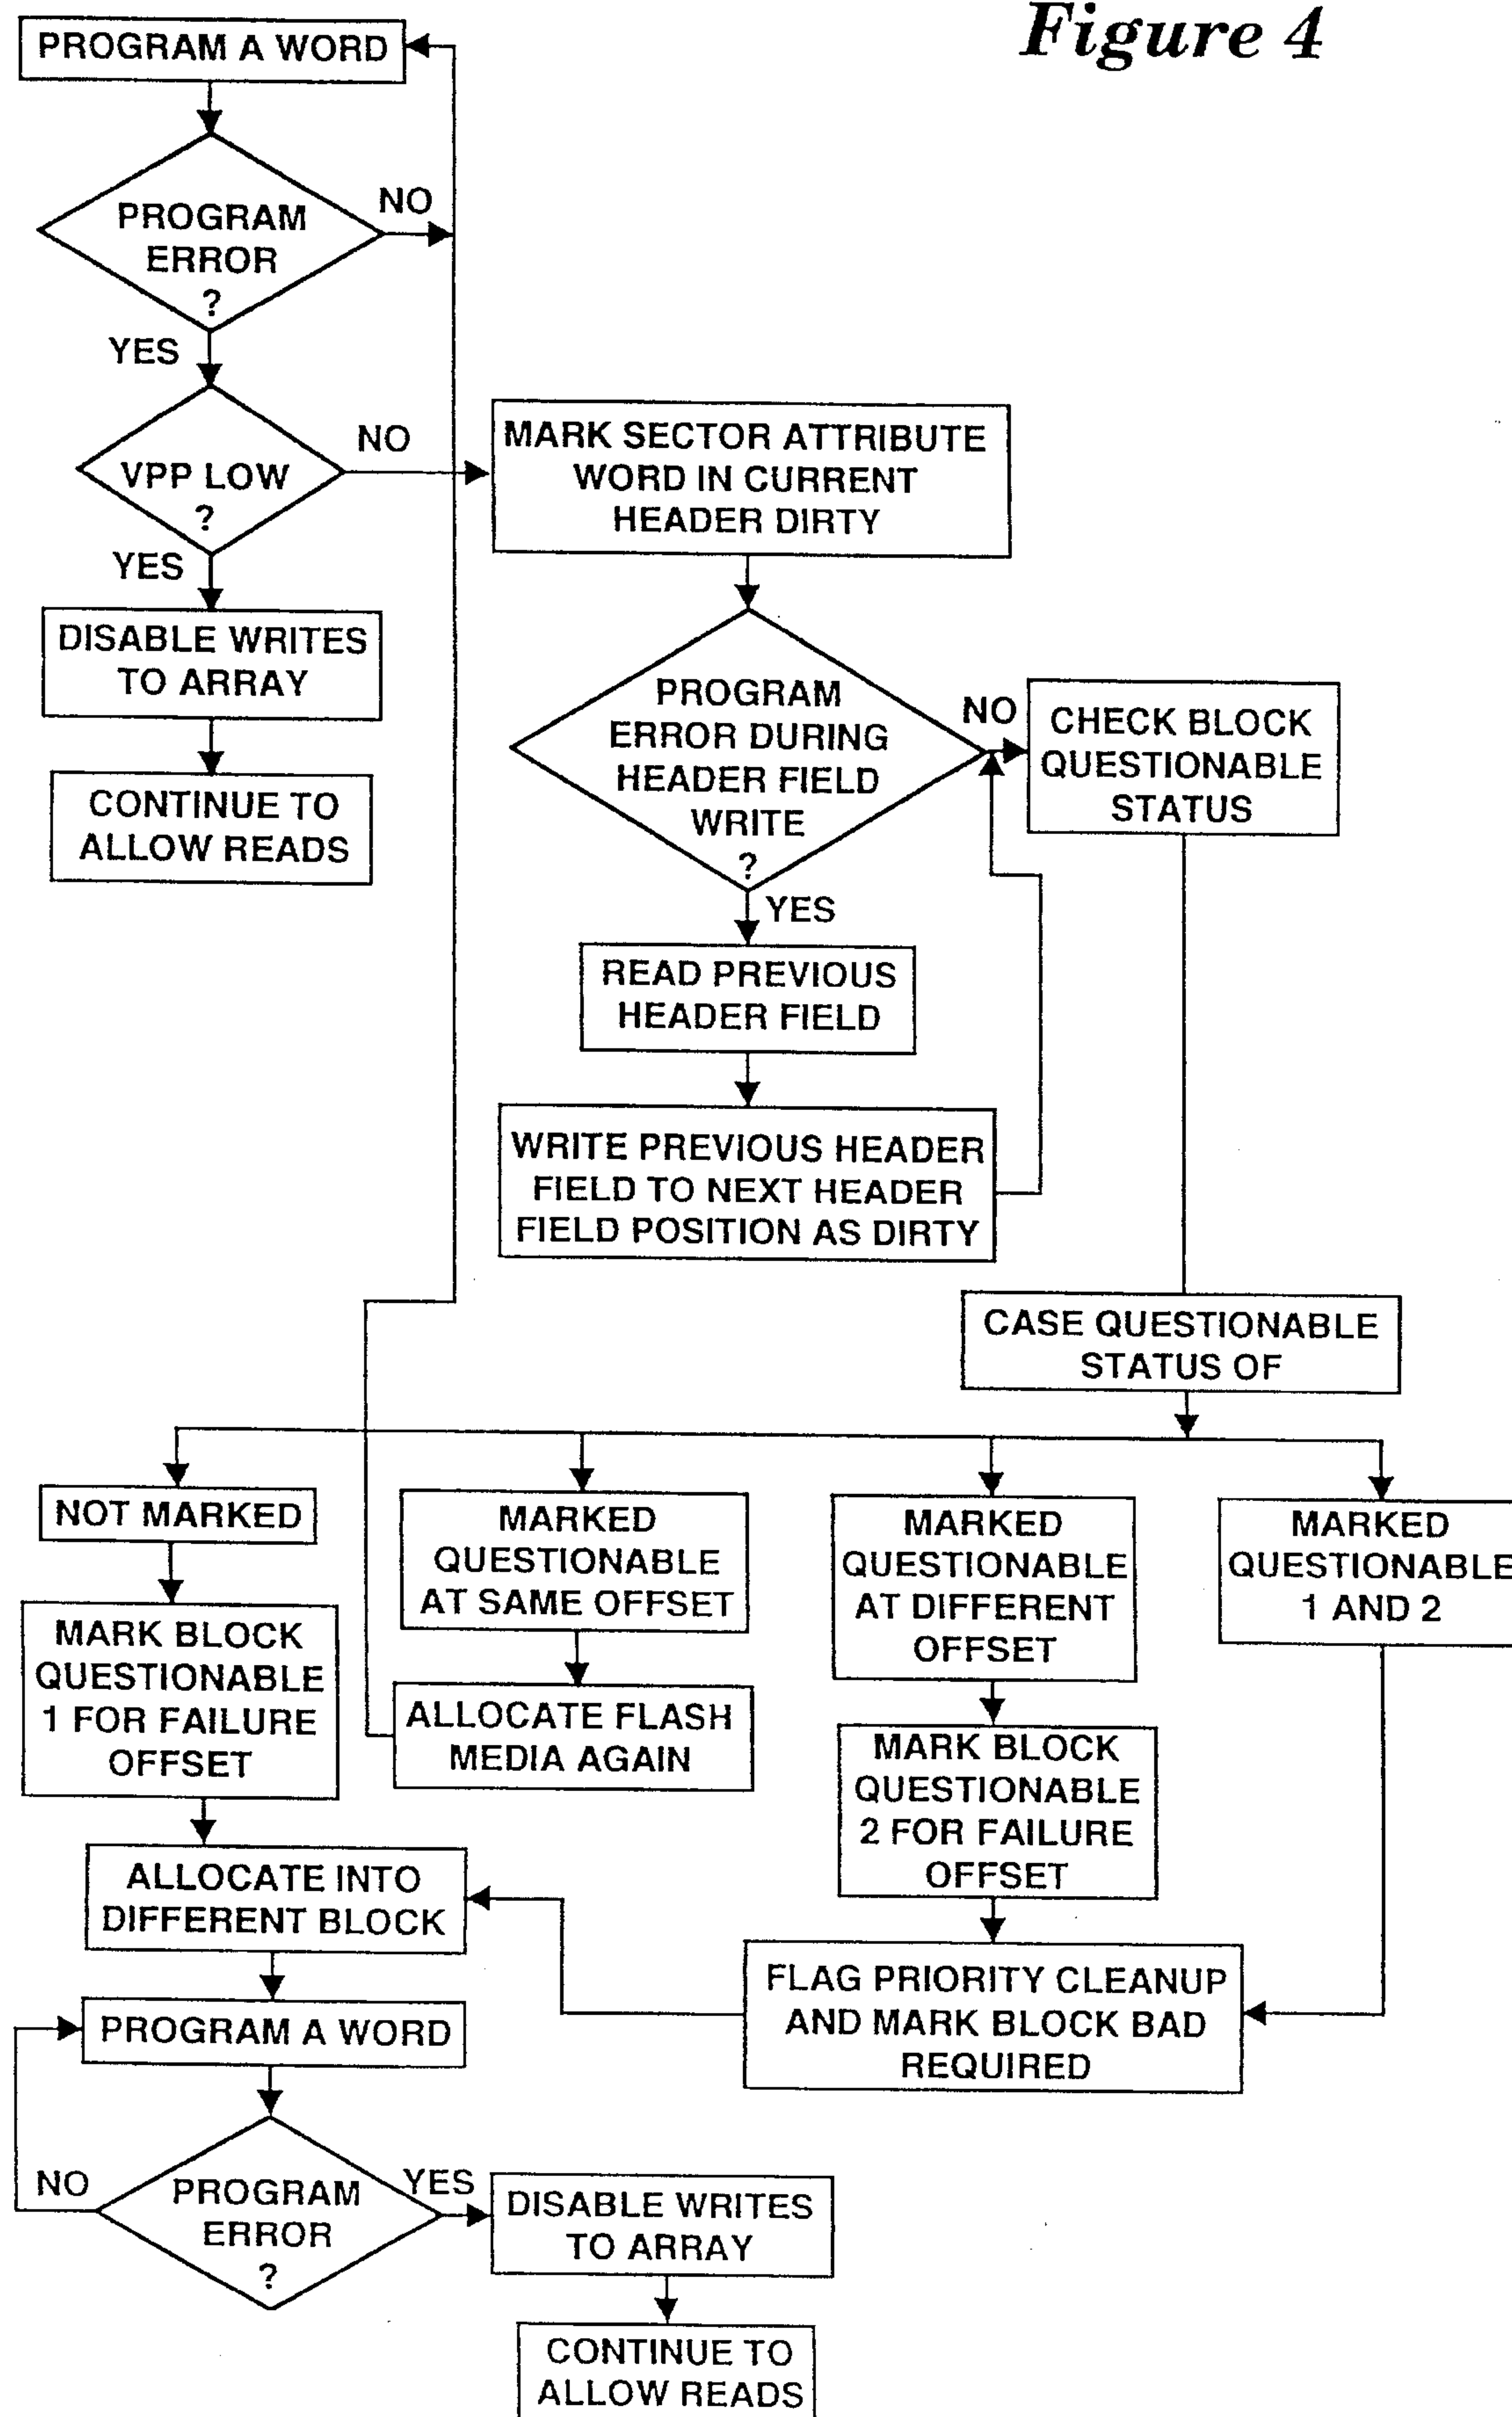 Figure 4
PROGRAM A WORD
PROGRAM
ERROR
?
NO
YES
VPP LOW
?
NO
YES
DISABLE WRITES
TO ARRAY
CONTINUE TO
ALLOW READS
MARK SECTOR ATTRIBUTE
WORD IN CURRENT
HEADER DIRTY
PROGRAM
ERROR DURING
HEADER FIELD
WRITE
?
NO
YES
CHECK BLOCK
QUESTIONABLE
STATUS
READ PREVIOUS
HEADER FIELD
WRITE PREVIOUS HEADER
FIELD TO NEXT HEADER
FIELD POSITION AS DIRTY
CASE QUESTIONABLE
STATUS OF
NOT MARKED
MARK BLOCK
QUESTIONABLE
1 FOR FAILURE
OFFSET
MARKED
QUESTIONABLE
AT SAME OFFSET
ALLOCATE FLASH
MEDIA AGAIN
MARKED
QUESTIONABLE
AT DIFFERENT
OFFSET
MARK BLOCK
QUESTIONABLE
2 FOR FAILURE
OFFSET
MARKED
QUESTIONABLE
1 AND 2
ALLOCATE INTO
DIFFERENT BLOCK
FLAG PRIORITY CLEANUP
AND MARK BLOCK BAD
REQUIRED
PROGRAM A WORD
PROGRAM
ERROR
?
NO
YES
DISABLE WRITES
TO ARRAY
CONTINUE TO
ALLOW READS